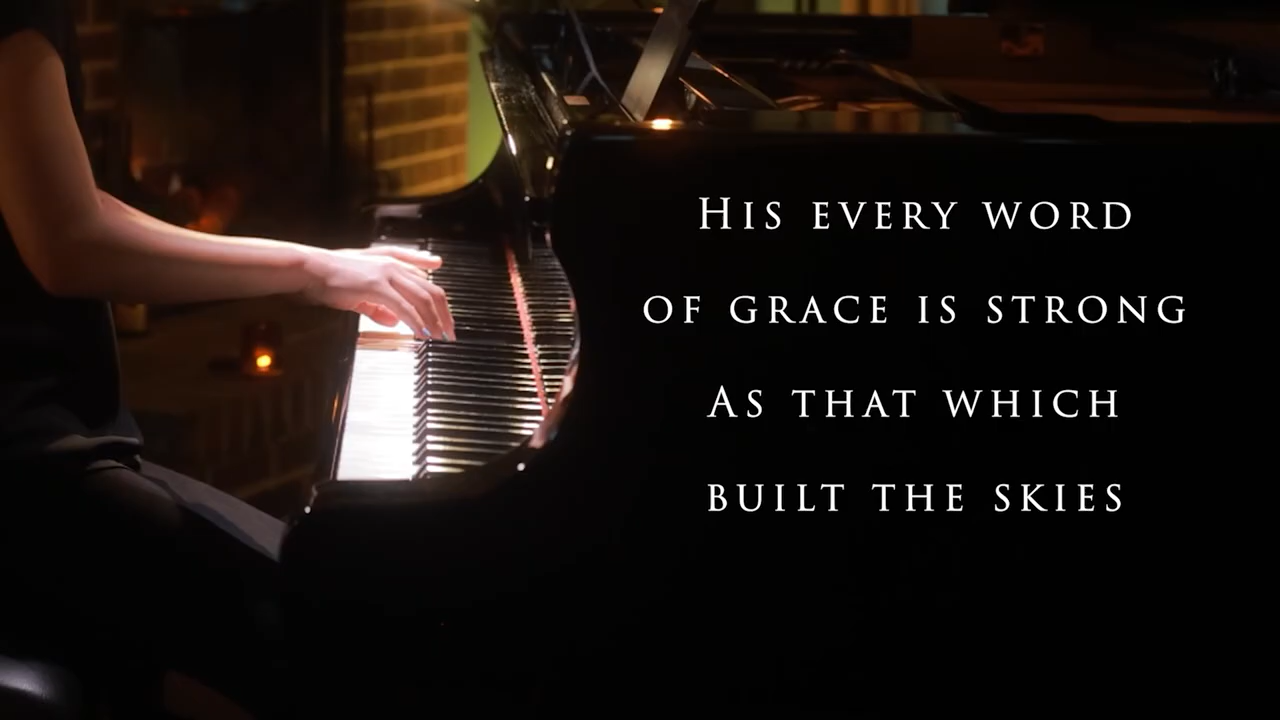 His every word
of grace is strong
As that which
built the skies